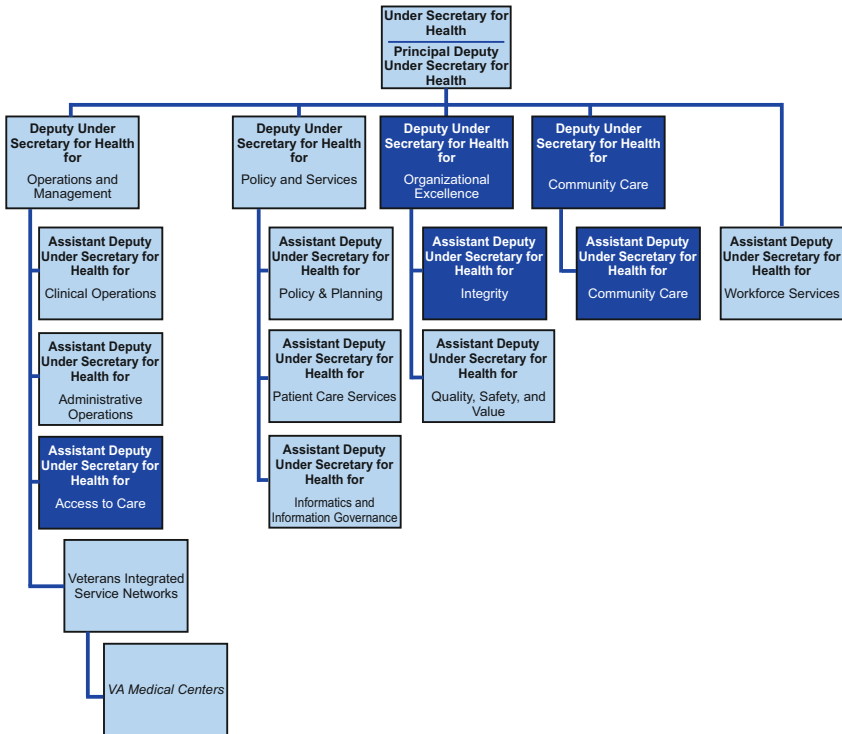 Under Secretary for
Health
Principal Deputy
Under Secretary for
Health
Deputy Under
Secretary for Health
for
Operations and
Management
Deputy Under
Secretary for Health
for
Policy and Services
Deputy Under
Secretary for Health
for
Organizational
Excellence
Deputy Under
Secretary for Health
for
Community Care
Assistant Deputy
Under Secretary for
Health for
Clinical Operations
Assistant Deputy
Under Secretary for
Health for
Policy & Planning
Assistant Deputy
Under Secretary for
Health for
Integrity
Assistant Deputy
Under Secretary for
Health for
Community Care
Assistant Deputy
Under Secretary for
Health for
Workforce Services
Assistant Deputy
Under Secretary for
Health for
Administrative
Operations
Assistant Deputy
Under Secretary for
Health for
Patient Care Services
Assistant Deputy
Under Secretary for
Health for
Quality, Safety, and
Value
Assistant Deputy
Under Secretary for
Health for
Access to Care
Assistant Deputy
Under Secretary for
Health for
Informatics and
Information Governance
Veterans Integrated
Service Networks
VA Medical Centers